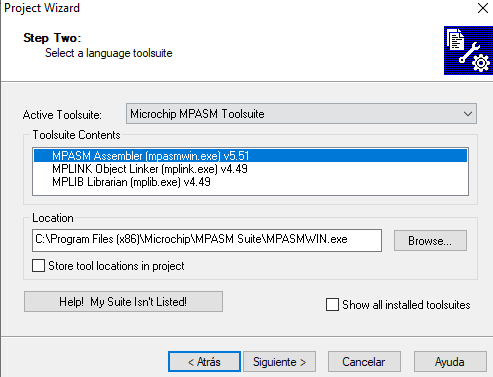 Project Wizard
Step Two:
Select a language toolsuite
Active Toolsuite: Microchip MPASM Toolsuite
Toolsuite Contents
MPASM Assembler (mpasmwin.exe) v5.51
MPLINK Object Linker (mplink.exe) v4.49
MPLIB Librarian (mplib.exe) v4.49
Location
C:\Program Files (x86)\Microchip\MPASM Suite\MPASMWIN.exe Browse...
Store tool locations in project
Help! My Suite Isn't Listed! Show all installed toolsuites
< Atrás Siguiente > Cancelar Ayuda